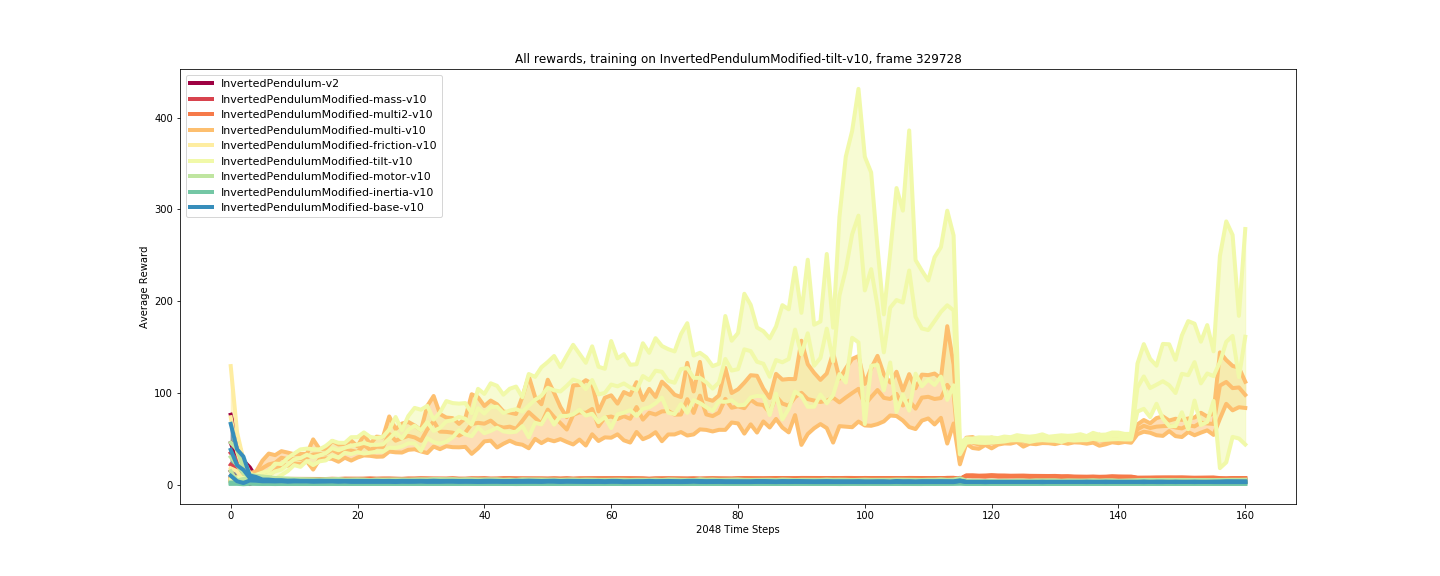 All rewards, training on InvertedPendulumModified-tilt-v10, frame 329728
InvertedPendulum-v2
InvertedPendulumModified-mass-v10
InvertedPendulumModified-multi2-v10
InvertedPendulumModified-multi-v10
InvertedPendulumModified-friction-v10
InvertedPendulumModified-tilt-v10
InvertedPendulumModified-motor-v10
InvertedPendulumModified-inertia-v10
InvertedPendulumModified-base-v10
Average Reward
400
300
200
100
0
0 20 40 60 80 100 120 140 160
2048 Time Steps